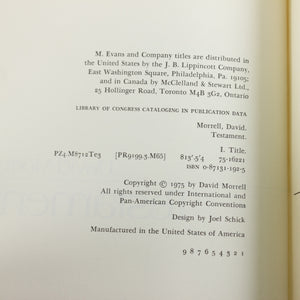 M. Evans and Company titles are distributed in
the United States by the J. B. Lippincott Company,
East Washington Square, Philadelphia, Pa. 19105;
and in Canada by McClelland & Stewart Ltd.,
25 Hollinger Road, Toronto M4B 3G2, Ontario
LIBRARY OF CONGRESS CATALOGING IN PUBLICATION DATA
Morrell, David.
Testament.
I. Title.
PZ4.M8712Te3 [PR9199.3.M65] 813'.5'4 75-16221
ISBN 0-87131-192-5
Copyright © 1975 by David Morrell
All rights reserved under International and
Pan-American Copyright Conventions
Design by Joel Schick
Manufactured in the United States of America
9 8 7 6 5 4 3 2 1